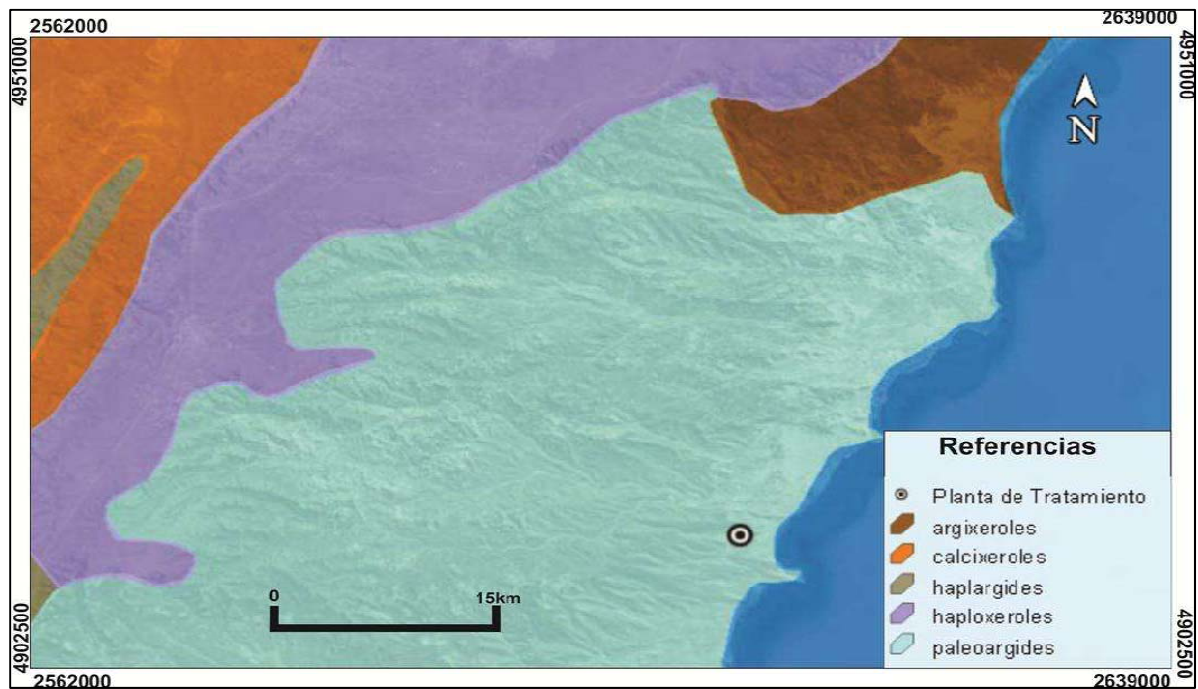 2562000
2639000
4951000
4951000
N
Referencias
Planta de Tratamiento
argixeroles
calcixeroles
haplargides
haploxeroles
paleoargides
0
15km
4902500
4902500
2562000
2639000